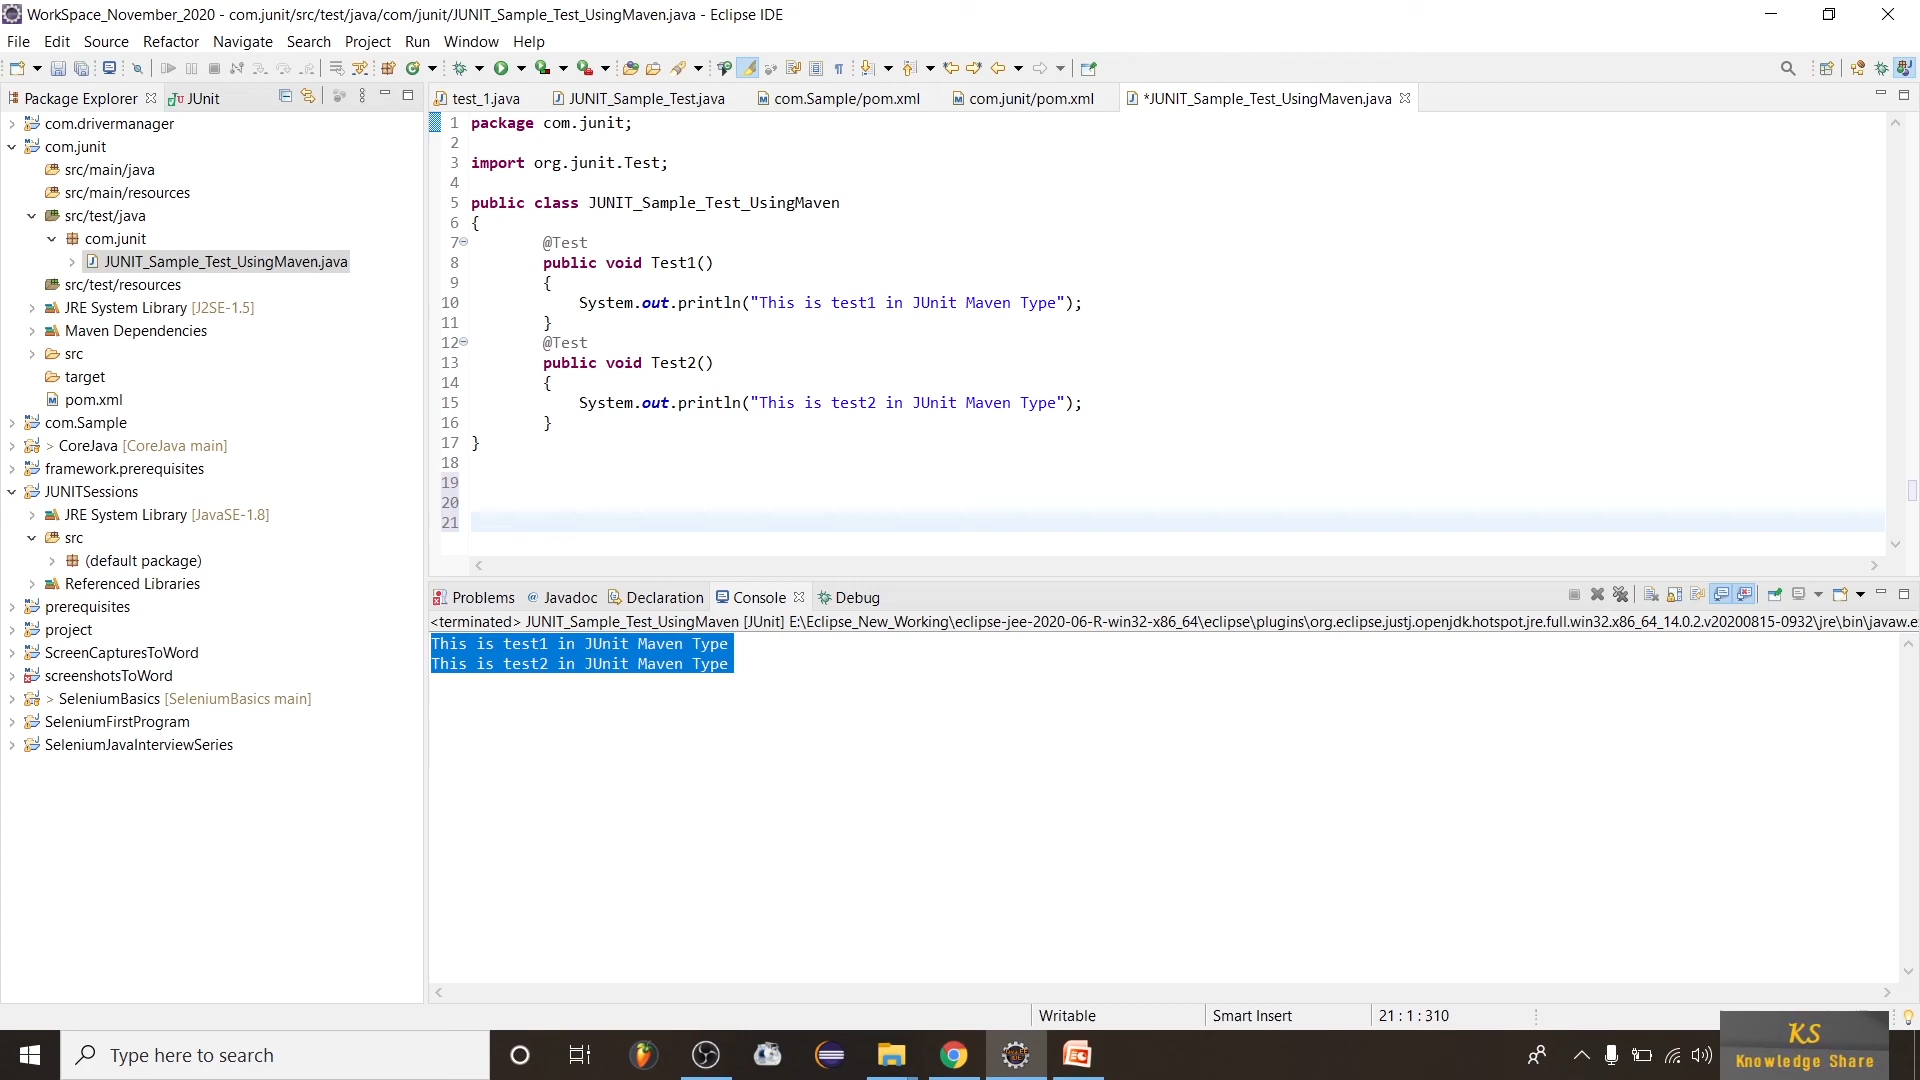 WorkSpace_November_2020 - com.junit/src/test/java/com/junit/JUNIT_Sample_Test_UsingMaven.java - Eclipse IDE
File Edit Source Refactor Navigate Search Project Run Window Help
Package Explorer JUnit
com.drivermanager
com.junit
src/main/java
src/main/resources
src/test/java
com.junit
JUNIT_Sample_Test_UsingMaven.java
src/test/resources
JRE System Library [J2SE-1.5]
Maven Dependencies
src
target
pom.xml
com.Sample
> CoreJava [CoreJava main]
framework.prerequisites
JUNITSessions
JRE System Library [JavaSE-1.8]
src
(default package)
Referenced Libraries
prerequisites
project
ScreenCapturesToWord
screenshotsToWord
> SeleniumBasics [SeleniumBasics main]
SeleniumFirstProgram
SeleniumJavaInterviewSeries
test_1.java JUNIT_Sample_Test.java com.Sample/pom.xml com.junit/pom.xml *JUNIT_Sample_Test_UsingMaven.java
1 package com.junit;
2
3 import org.junit.Test;
4
5 public class JUNIT_Sample_Test_UsingMaven
6 {
7 @Test
8 public void Test1()
9 {
10 System.out.println("This is test1 in JUnit Maven Type");
11 }
12 @Test
13 public void Test2()
14 {
15 System.out.println("This is test2 in JUnit Maven Type");
16 }
17 }
18
19
20
21
Problems @ Javadoc Declaration Console Debug
<terminated> JUNIT_Sample_Test_UsingMaven [JUnit] E:\Eclipse_New_Working\eclipse-jee-2020-06-R-win32-x86_64\eclipse\plugins\org.eclipse.justj.openjdk.hotspot.jre.full.win32.x86_64_14.0.2.v20200815-0932\jre\bin\javaw.e
This is test1 in JUnit Maven Type
This is test2 in JUnit Maven Type
Writable Smart Insert 21 : 1 : 310
Type here to search
KS
Knowledge Share